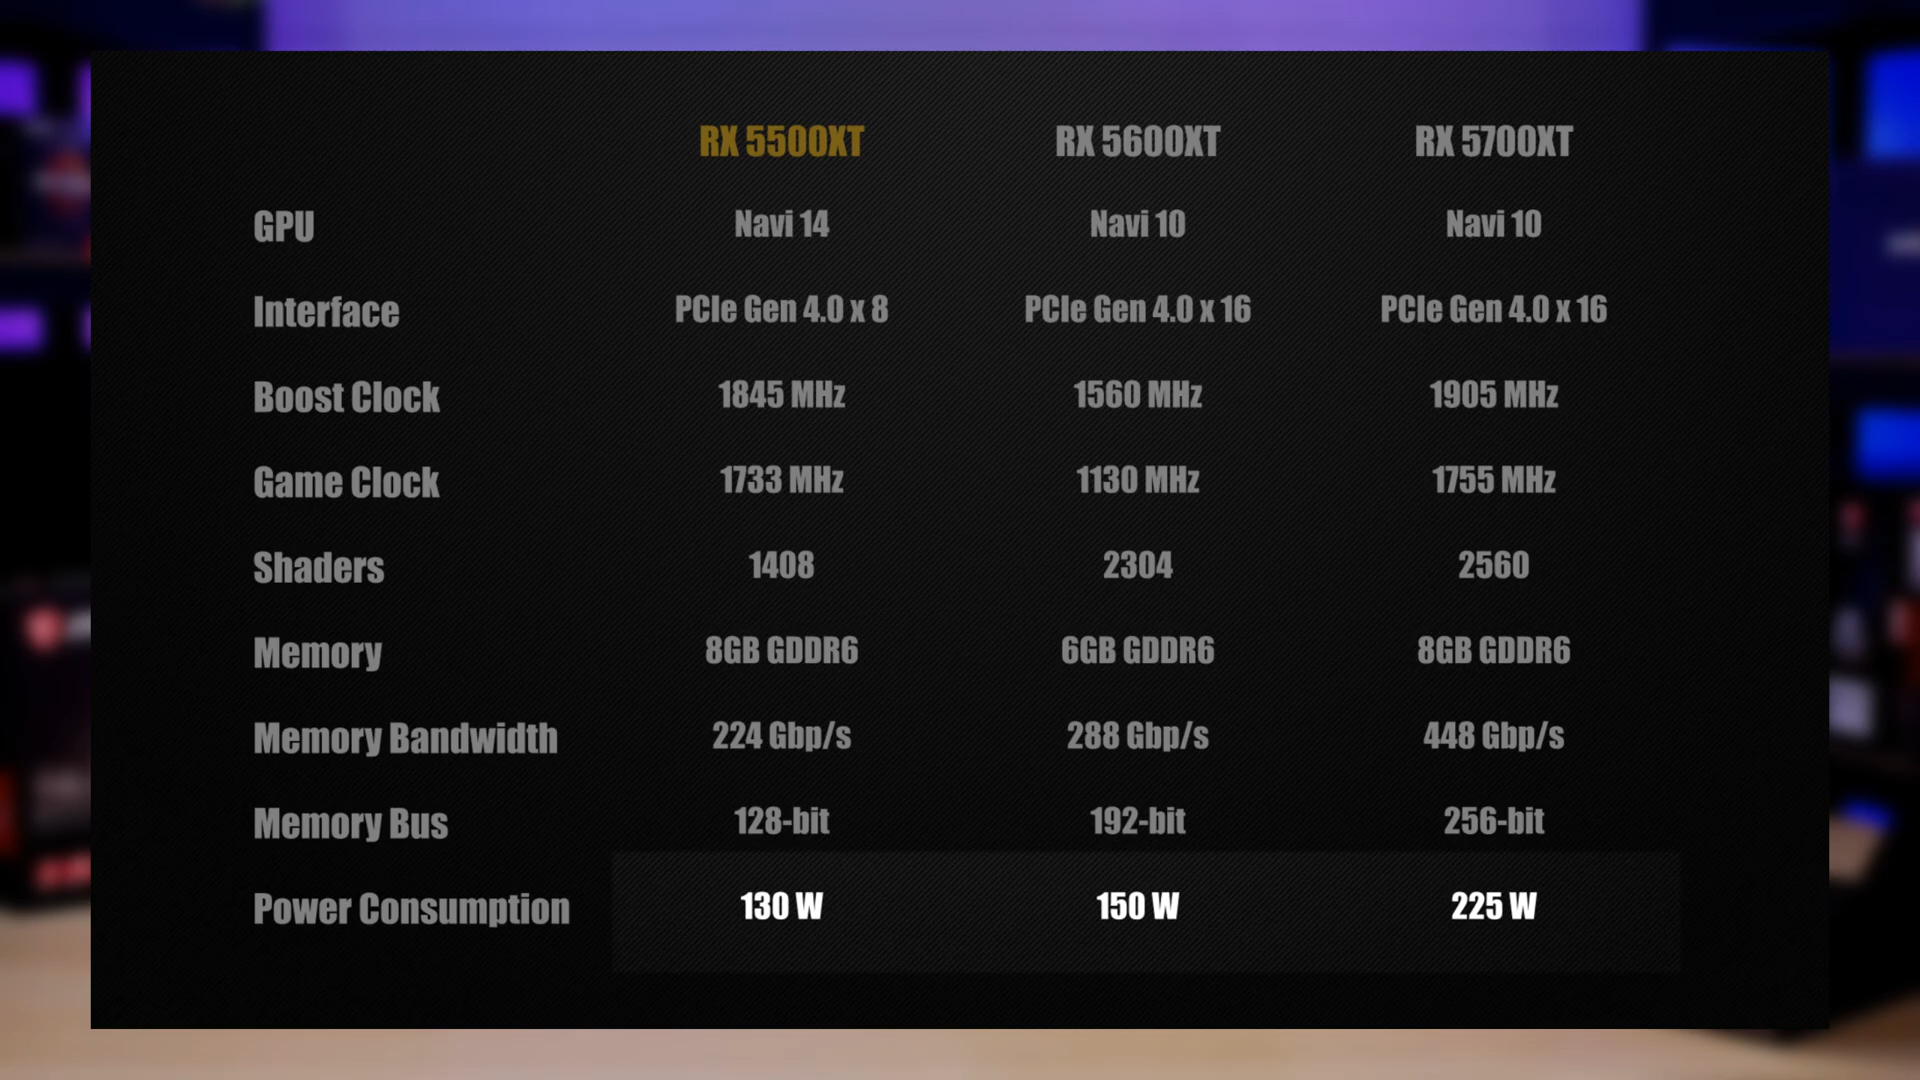 RX 5500XT RX 5600XT RX 5700XT
GPU Navi 14 Navi 10 Navi 10
Interface PCIe Gen 4.0 x 8 PCIe Gen 4.0 x 16 PCIe Gen 4.0 x 16
Boost Clock 1845 MHz 1560 MHz 1905 MHz
Game Clock 1733 MHz 1130 MHz 1755 MHz
Shaders 1408 2304 2560
Memory 8GB GDDR6 6GB GDDR6 8GB GDDR6
Memory Bandwidth 224 Gbp/s 288 Gbp/s 448 Gbp/s
Memory Bus 128-bit 192-bit 256-bit
Power Consumption 130 W 150 W 225 W